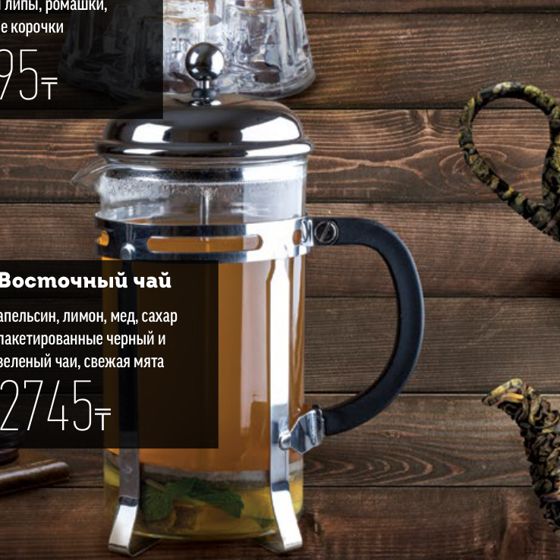 липы, ромашки,
е корочки
95₸
Восточный чай
апельсин, лимон, мед, сахар
пакетированные черный и
зеленый чаи, свежая мята
2745₸